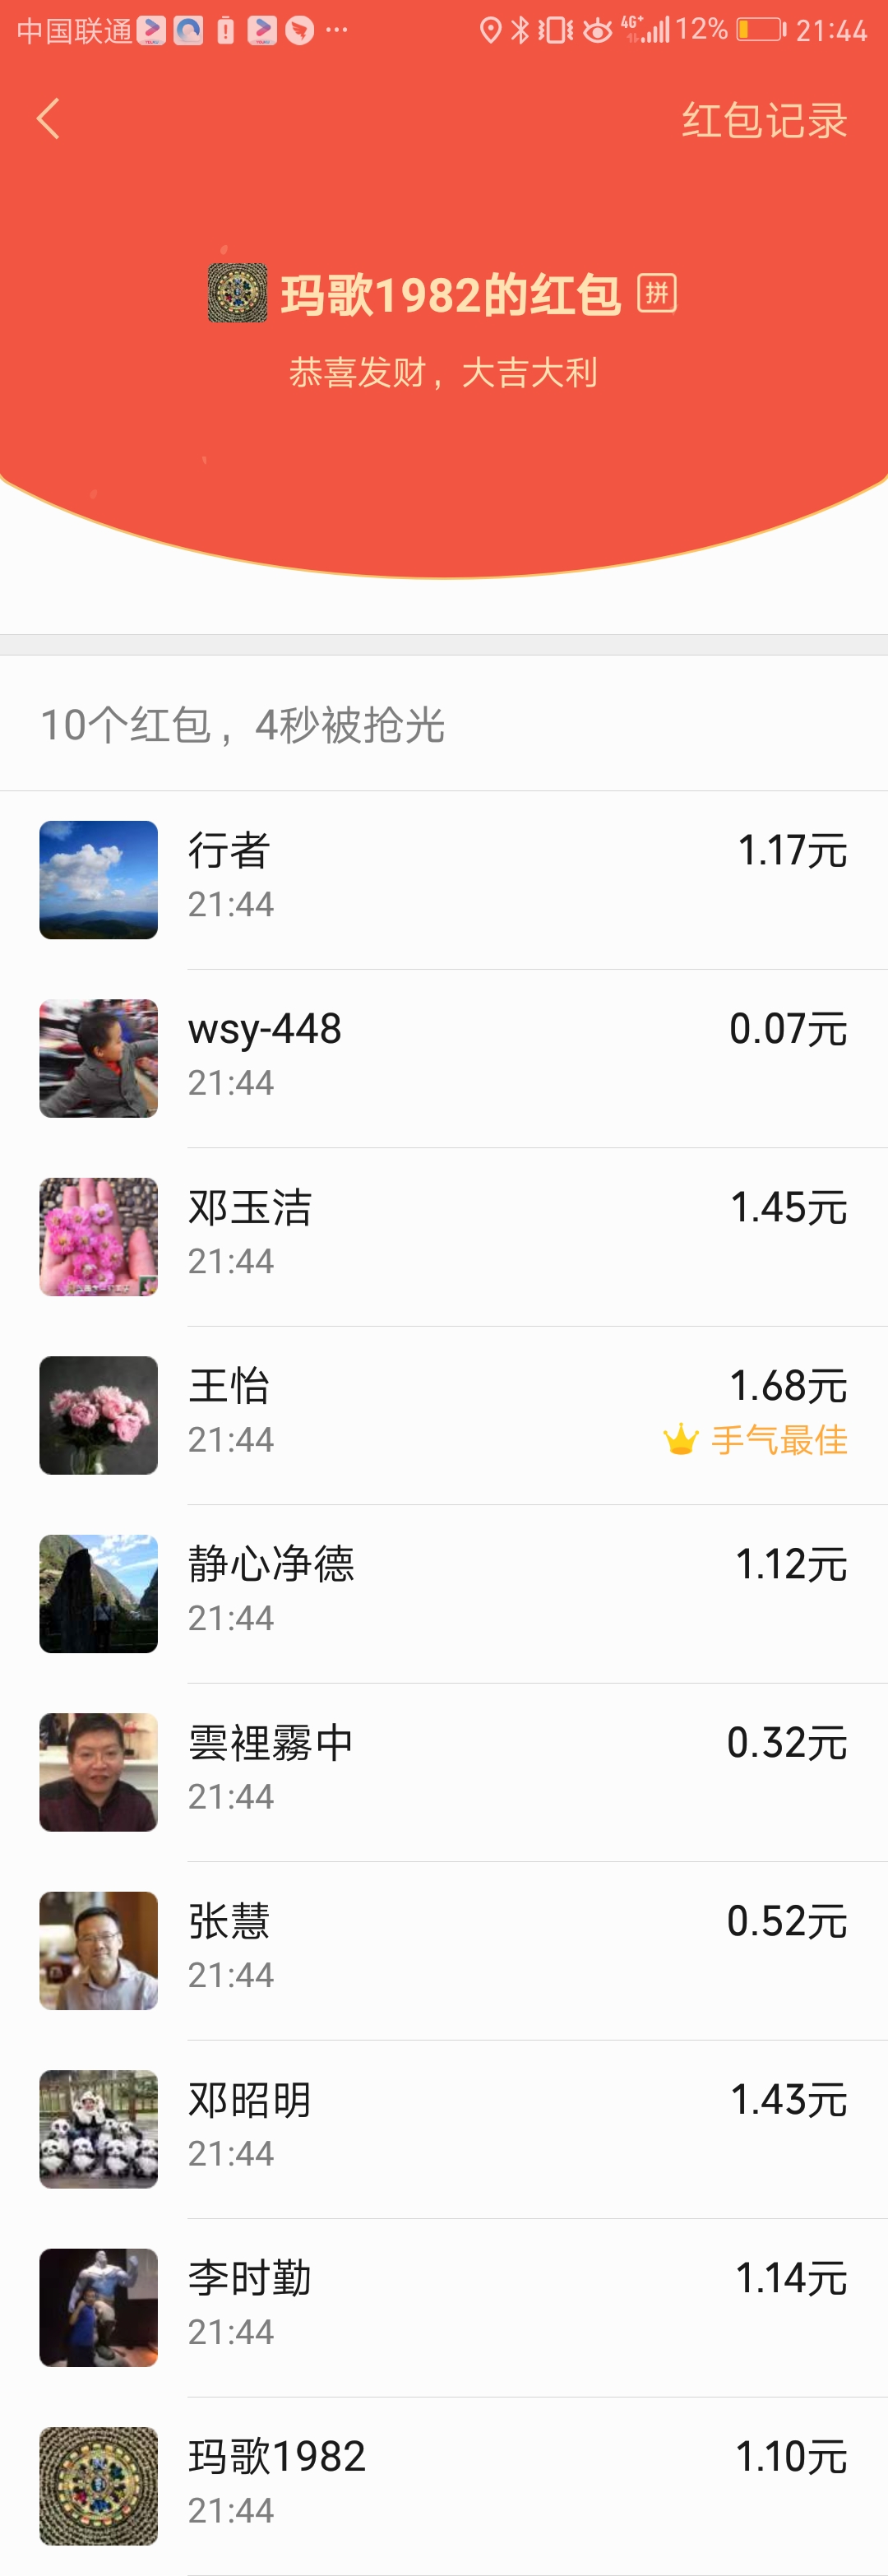 中国联通 4G+ 12% 21:44
红包记录
玛歌1982的红包 拼
恭喜发财，大吉大利
10个红包，4秒被抢光
行者 1.17元
21:44
wsy-448 0.07元
21:44
邓玉洁 1.45元
21:44
王怡 1.68元
21:44 手气最佳
静心净德 1.12元
21:44
雲裡霧中 0.32元
21:44
张慧 0.52元
21:44
邓昭明 1.43元
21:44
李时勤 1.14元
21:44
玛歌1982 1.10元
21:44